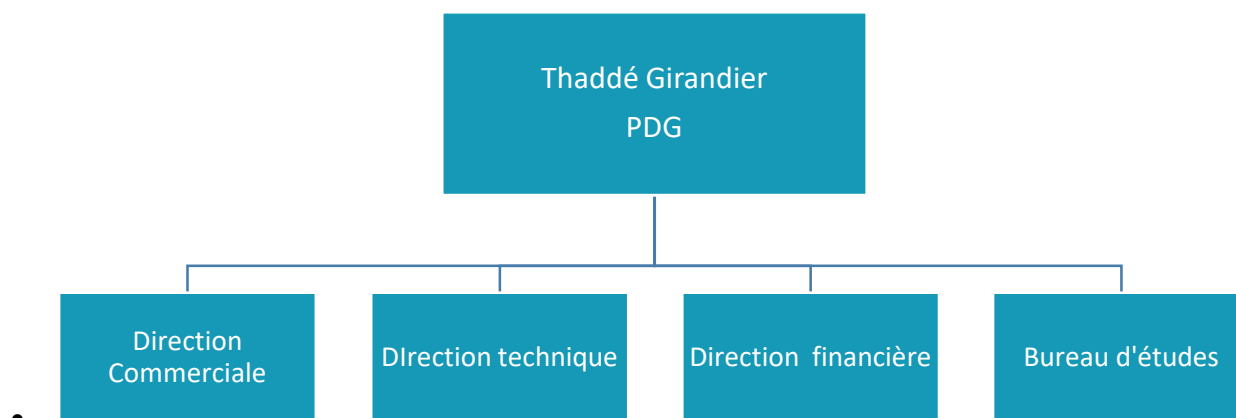 Thaddé Girandier
PDG
Direction
Commerciale
DIrection technique
Direction financière
Bureau d'études